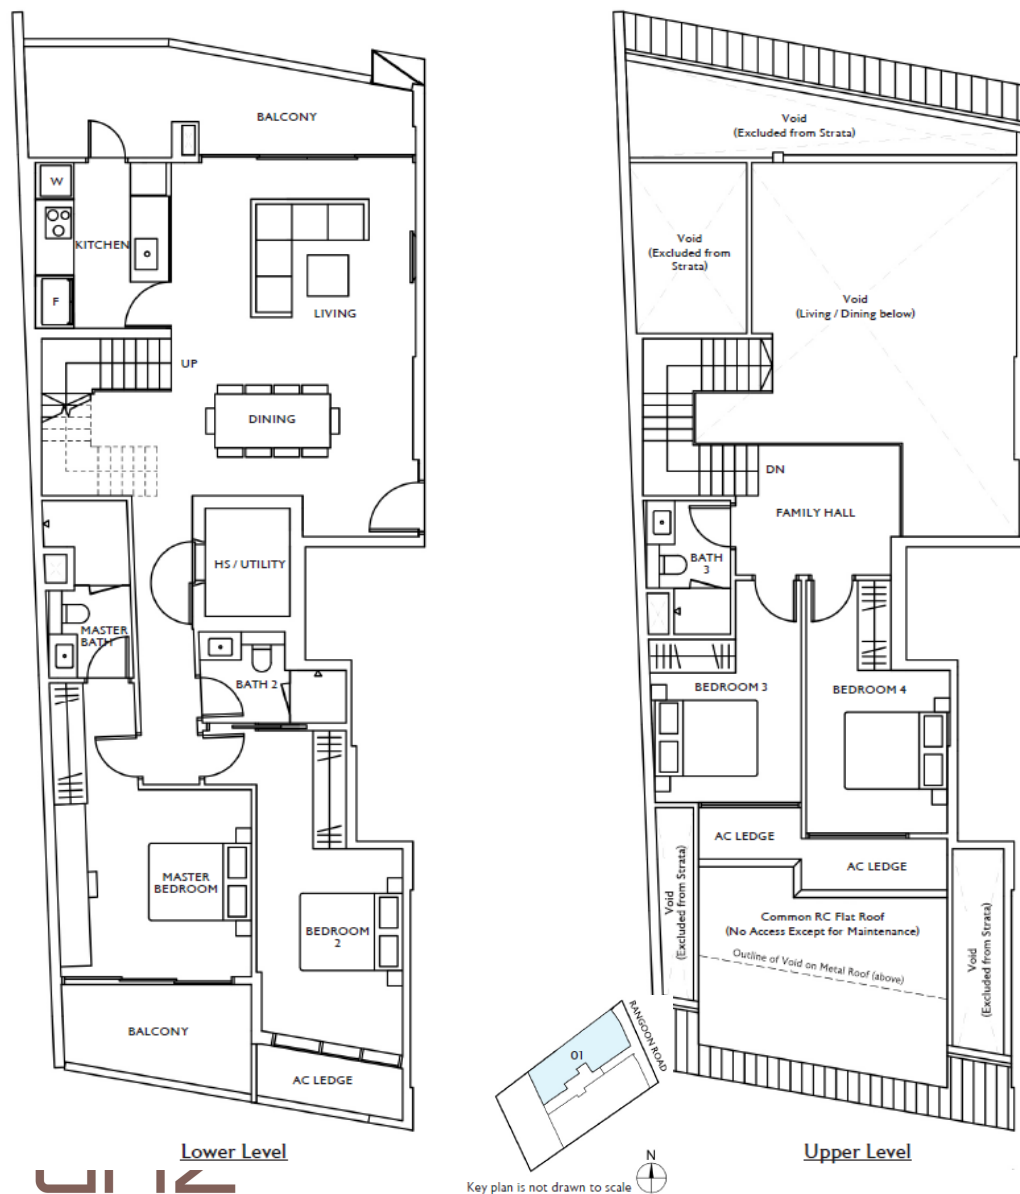 BALCONY
W
KITCHEN
F
LIVING
UP
DINING
HS / UTILITY
MASTER
BATH
BATH 2
MASTER
BEDROOM
BEDROOM
2
BALCONY
AC LEDGE
Lower Level
Void
(Excluded from Strata)
Void
(Excluded from
Strata)
Void
(Living / Dining below)
DN
FAMILY HALL
BATH
3
BEDROOM 3
BEDROOM 4
AC LEDGE
AC LEDGE
Void
(Excluded from Strata)
Common RC Flat Roof
(No Access Except for Maintenance)
Outline of Void on Metal Roof (above)
Void
(Excluded from Strata)
Upper Level
01
RANGOON ROAD
N
Key plan is not drawn to scale